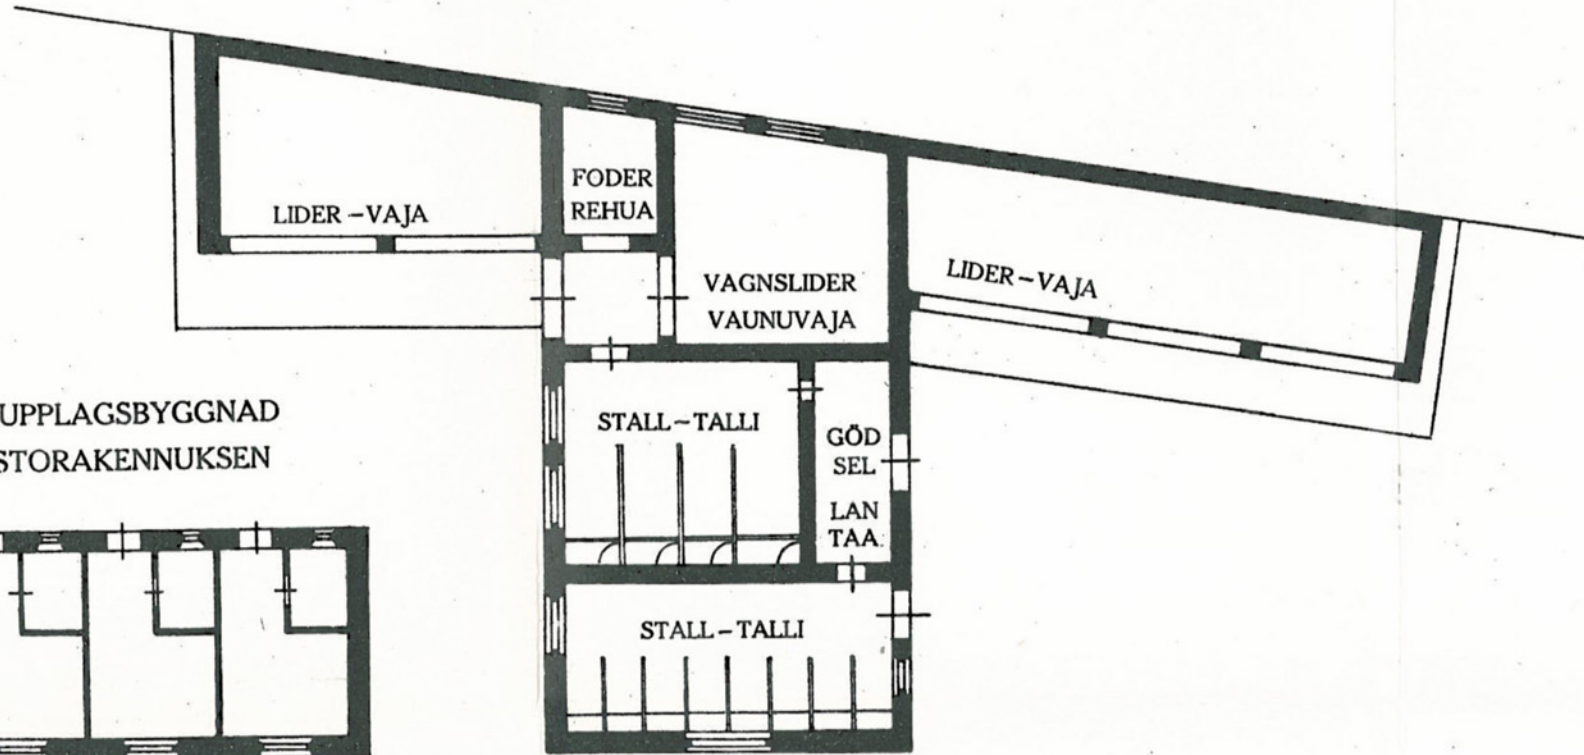 FODER
REHUA
LIDER – VAJA
VAGNSLIDER
VAUNUVAJA
LIDER – VAJA
UPPLAGSBYGGNAD
STORAKENNUKSEN
STALL – TALLI
GÖD
SEL
LAN
TAA.
STALL – TALLI